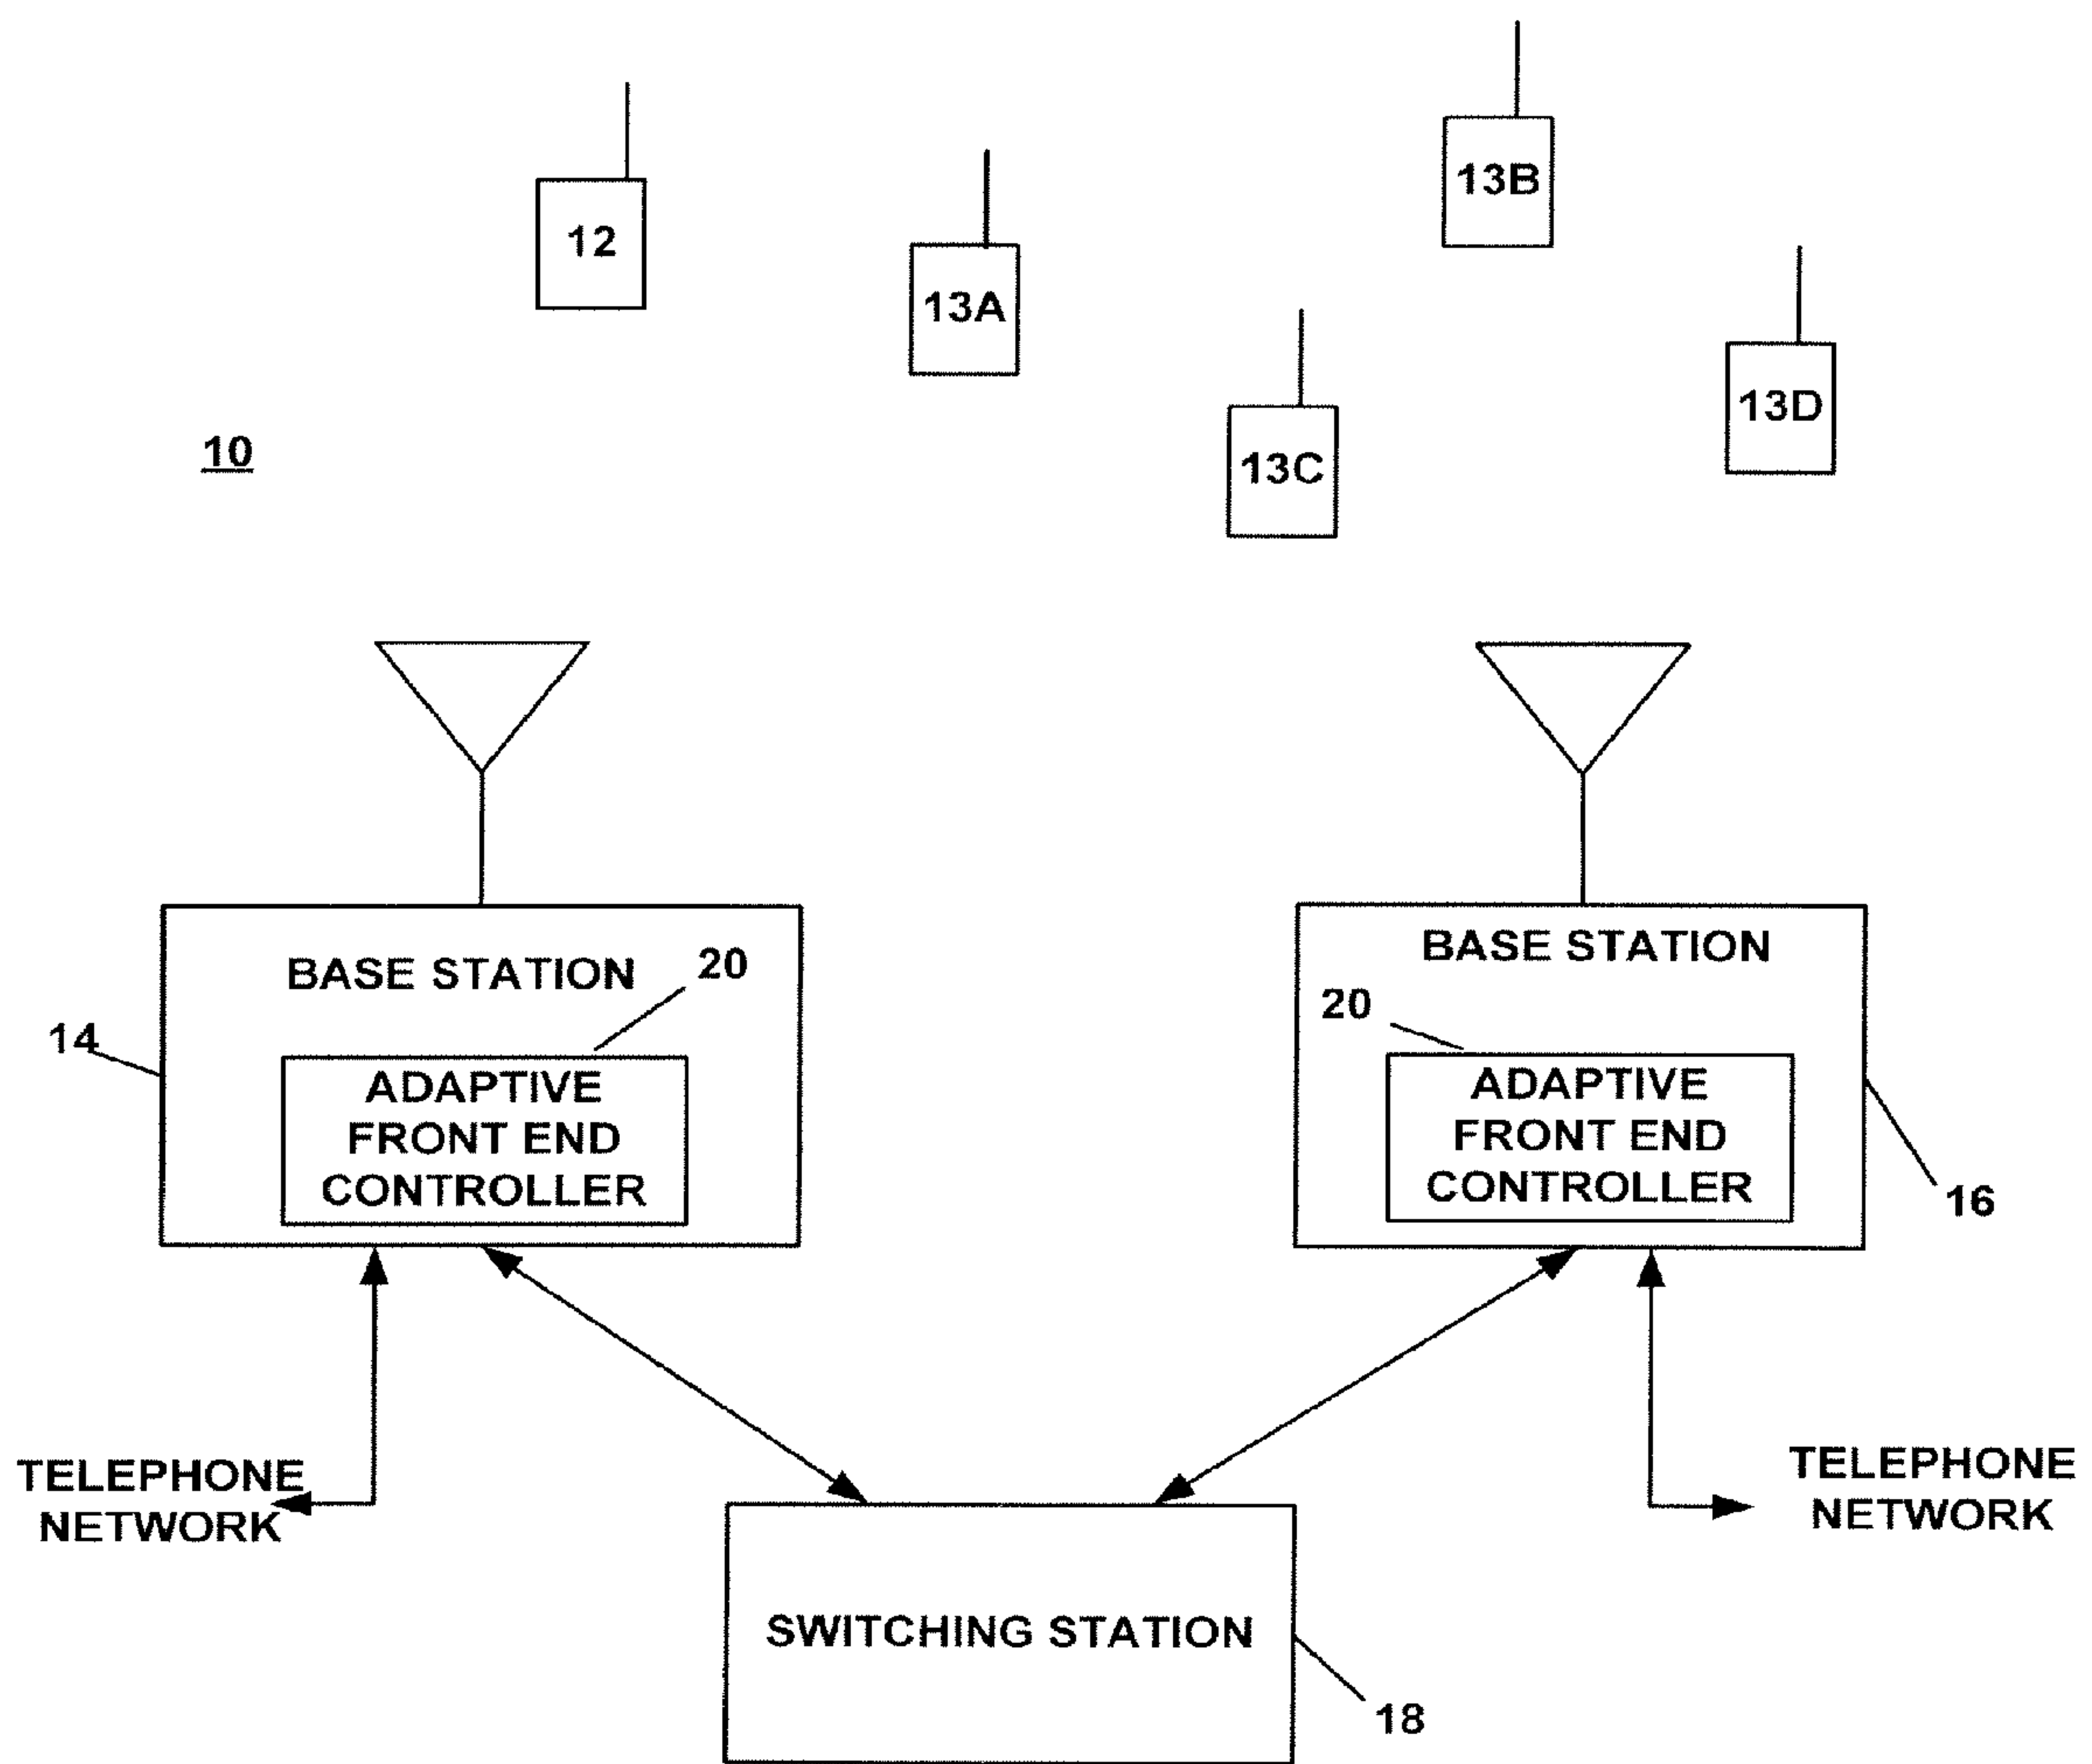 13B
12
13A
13D
10
13C
BASE STATION
20
BASE STATION
20
14
ADAPTIVE
FRONT END
CONTROLLER
ADAPTIVE
FRONT END
CONTROLLER
16
TELEPHONE
NETWORK
TELEPHONE
NETWORK
SWITCHING STATION
18